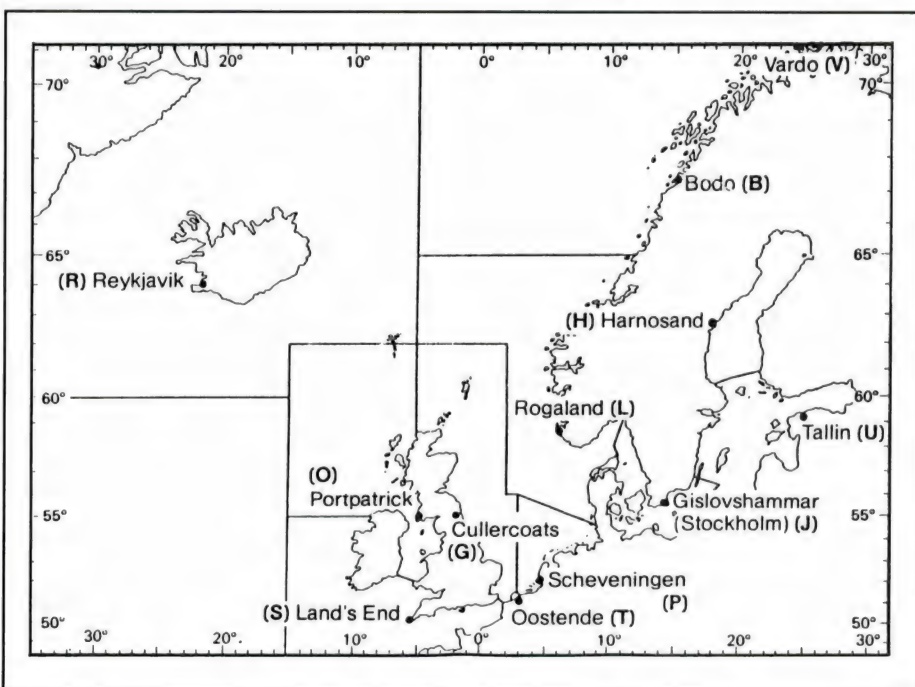 30° 20° 10° 0° 10° 20° 30°
Vardo (V)
70° 70°
Bodo (B)
65° 65°
(R) Reykjavik
(H) Harnosand
60° 60°
Rogaland (L)
Tallin (U)
(O)
Portpatrick
Gislovshammar
(Stockholm) (J)
55° 55°
Cullercoats
(G)
Scheveningen
(P)
(S) Land's End
Oostende (T)
50° 50°
30° 20° 10° 0° 10° 20° 30°